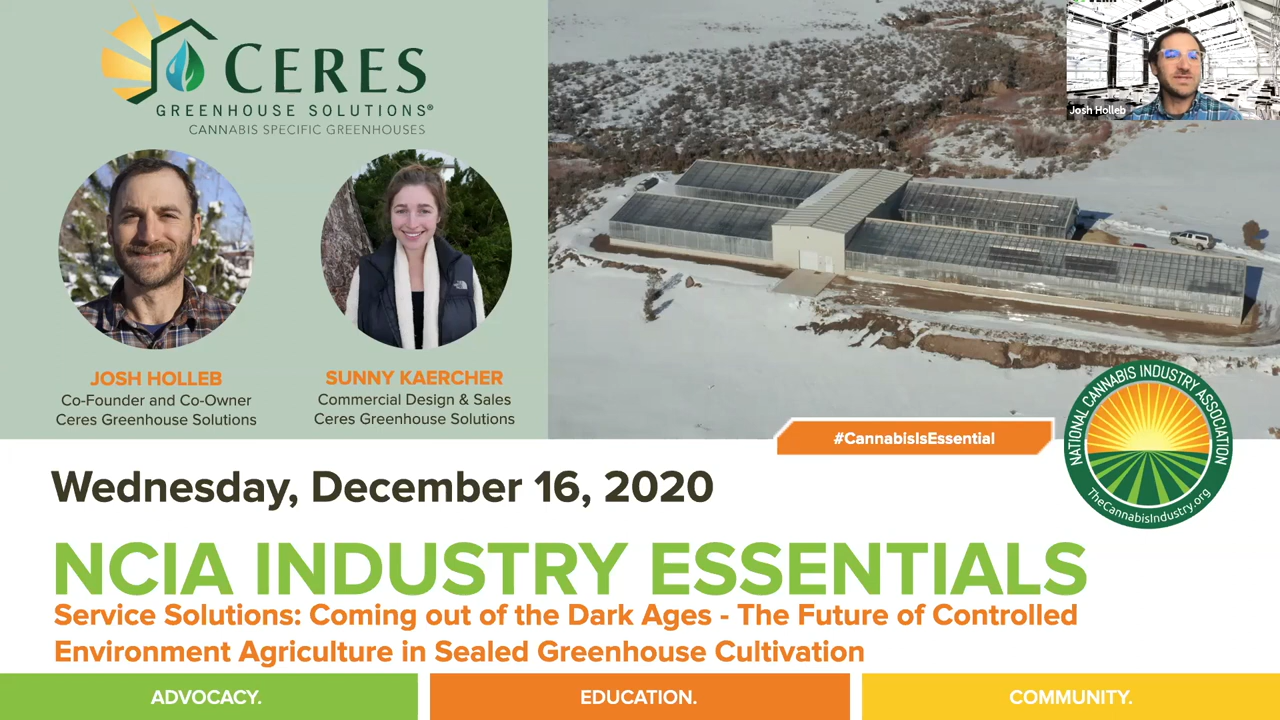 CERES
GREENHOUSE SOLUTIONS®
CANNABIS SPECIFIC GREENHOUSES
Josh Holleb
JOSH HOLLEB
Co-Founder and Co-Owner
Ceres Greenhouse Solutions
SUNNY KAERCHER
Commercial Design & Sales
Ceres Greenhouse Solutions
#CannabisIsEssential
NATIONAL CANNABIS INDUSTRY ASSOCIATION
TheCannabisIndustry.org
Wednesday, December 16, 2020
NCIA INDUSTRY ESSENTIALS
Service Solutions: Coming out of the Dark Ages - The Future of Controlled
Environment Agriculture in Sealed Greenhouse Cultivation
ADVOCACY.
EDUCATION.
COMMUNITY.